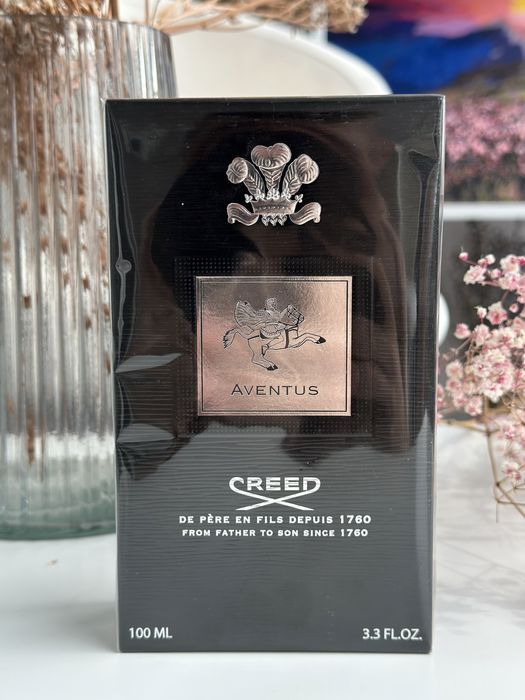 AVENTUS
CREED
DE PÈRE EN FILS DEPUIS 1760
FROM FATHER TO SON SINCE 1760
100 ML 3.3 FL.OZ.